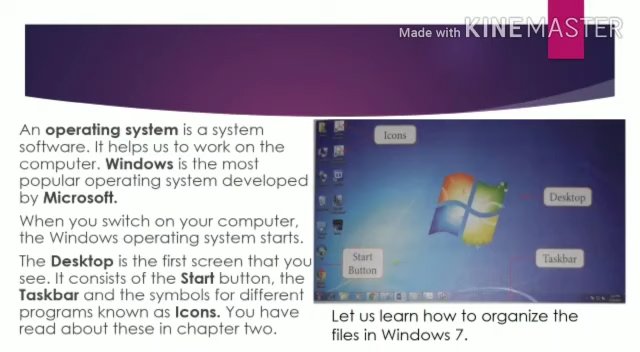 Made with KINEMASTER
An operating system is a system
software. It helps us to work on the
computer. Windows is the most
popular operating system developed
by Microsoft.
When you switch on your computer,
the Windows operating system starts.
The Desktop is the first screen that you
see. It consists of the Start button, the
Taskbar and the symbols for different
programs known as Icons. You have
read about these in chapter two.
Icons
Desktop
Start
Button
Taskbar
Let us learn how to organize the
files in Windows 7.